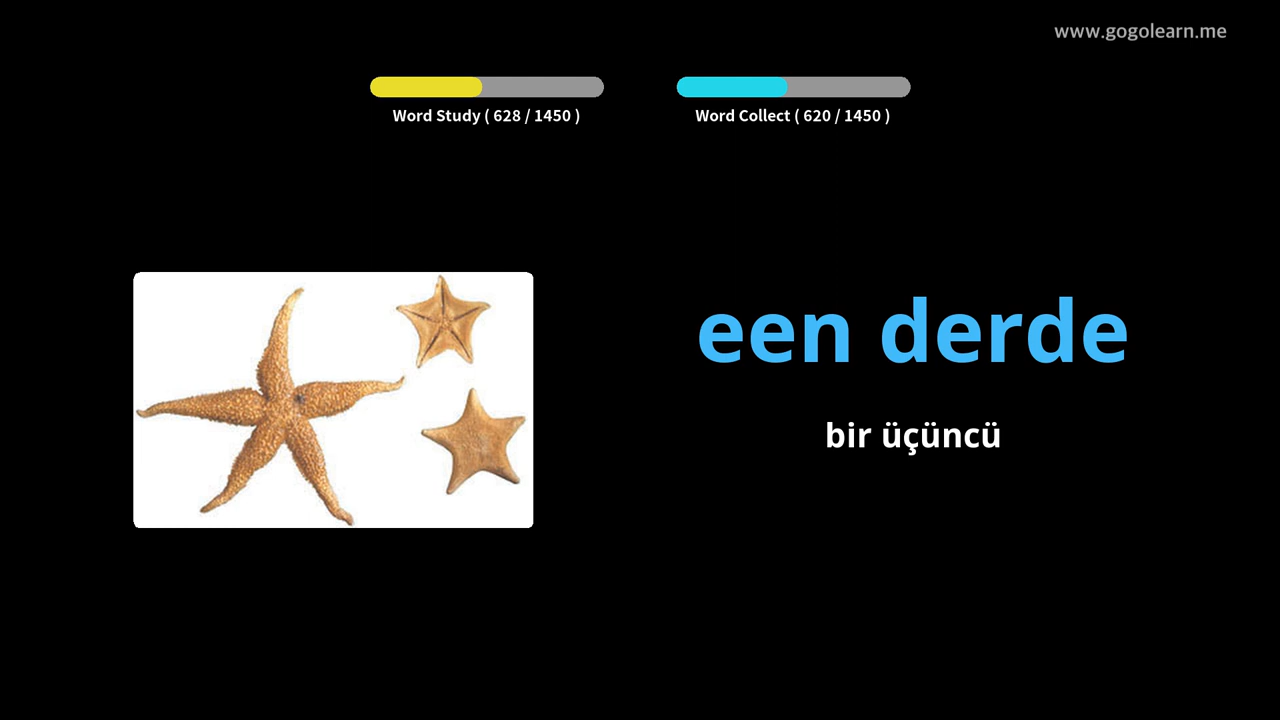 www.gogolearn.me
Word Study ( 628 / 1450 )
Word Collect ( 620 / 1450 )
een derde
bir üçüncü